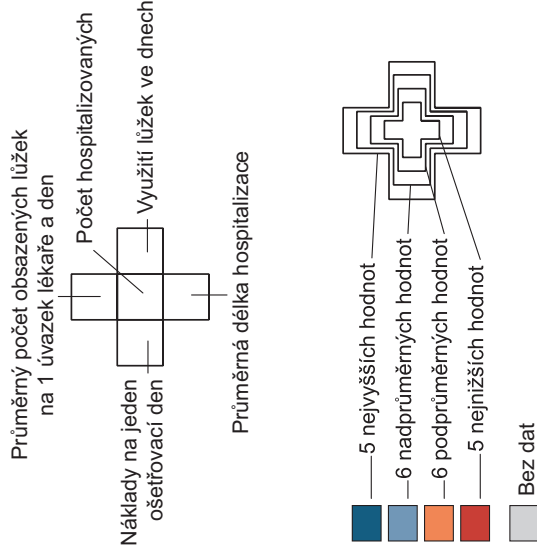 Průměrný počet obsazených lůžek
na 1 úvazek lékaře a den
Počet hospitalizovaných
Využití lůžek ve dnech
Náklady na jeden
ošetřovací den
Průměrná délka hospitalizace
5 nejvyšších hodnot
6 nadprůměrných hodnot
6 podprůměrných hodnot
5 nejnižších hodnot
Bez dat